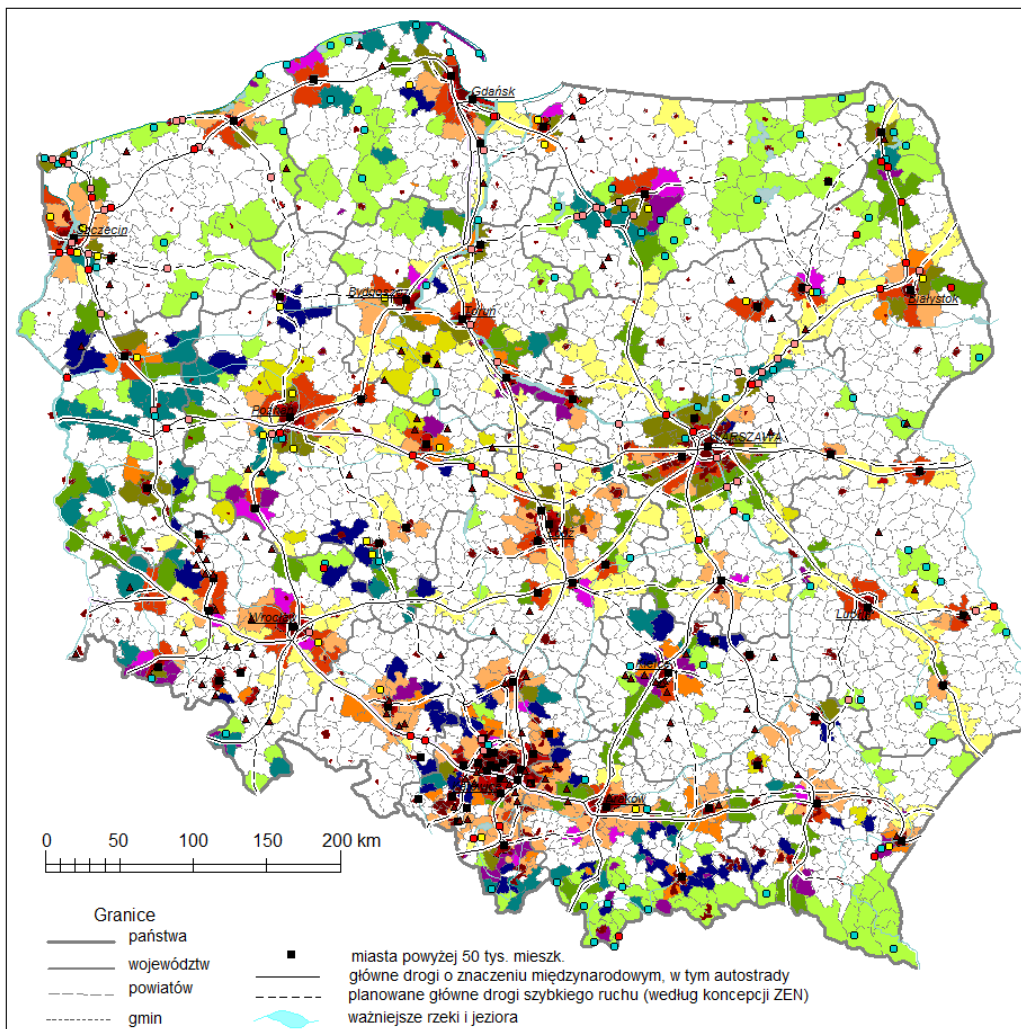 Gdańsk
Szczecin
Bydgoszcz
Toruń
Białystok
Poznań
WARSZAWA
Łódź
Wrocław
Lublin
Kielce
Kraków
0 50 100 150 200 km
Granice
państwa
województw
powiatów
gmin
miasta powyżej 50 tys. mieszk.
główne drogi o znaczeniu międzynarodowym, w tym autostrady
planowane główne drogi szybkiego ruchu (według koncepcji ZEN)
ważniejsze rzeki i jeziora